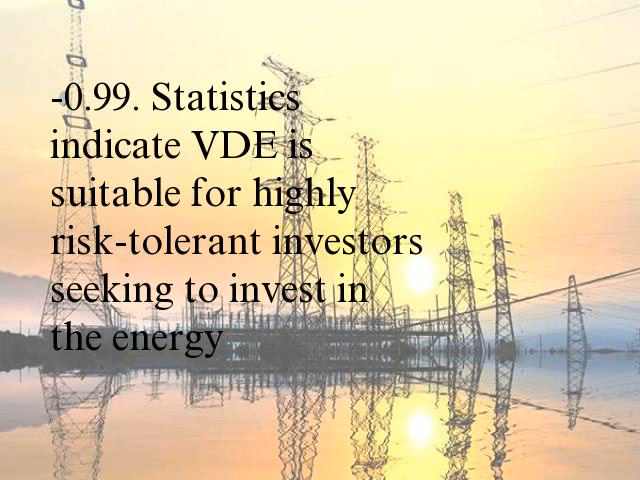 -0.99. Statistics
indicate VDE is
suitable for highly
risk-tolerant investors
seeking to invest in
the energy